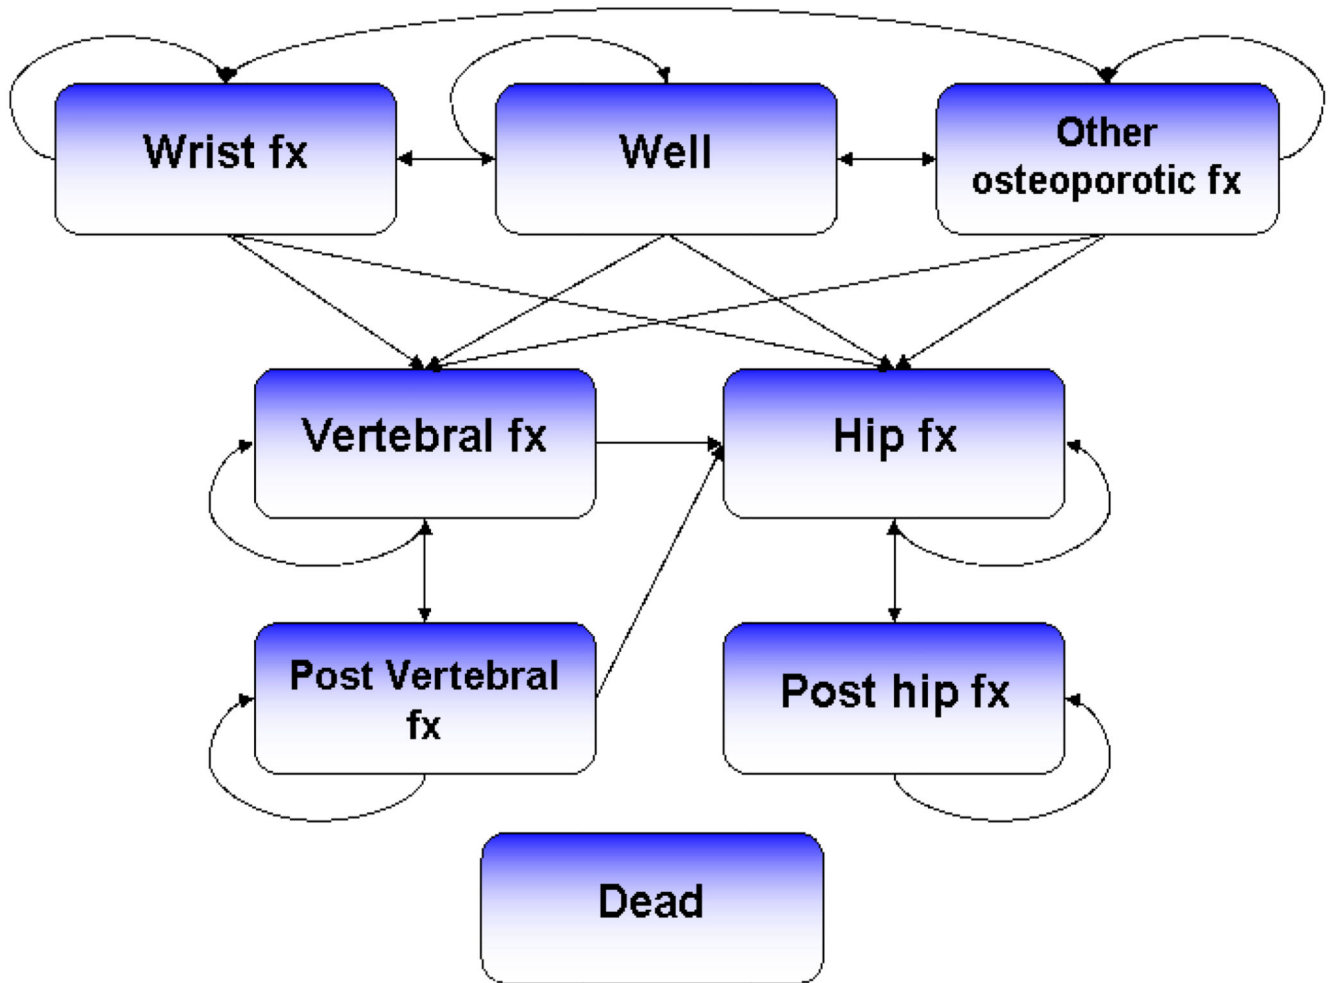 Wrist fx
Well
Other
osteoporotic fx
Vertebral fx
Hip fx
Post Vertebral
fx
Post hip fx
Dead